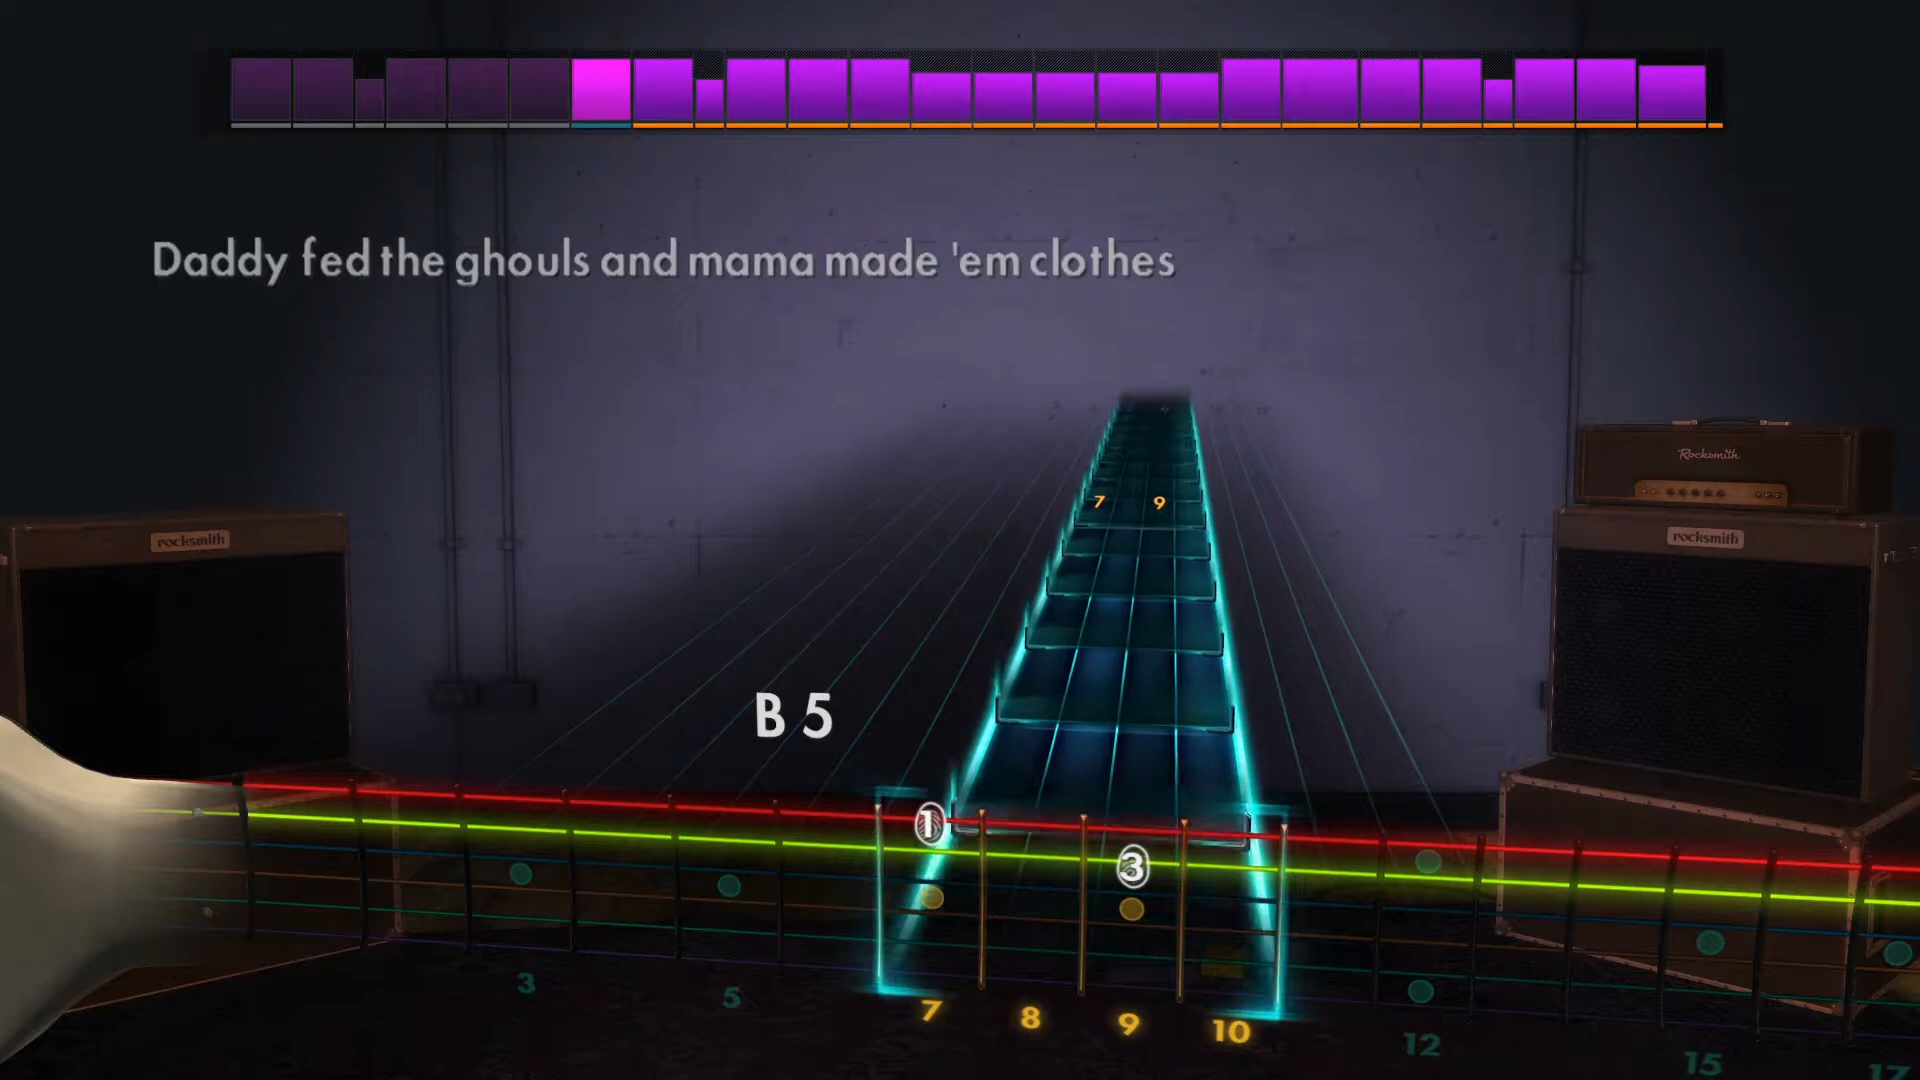 Daddy fed the ghouls and mama made 'em clothes
Rocksmith
rocksmith
rocksmith
7 9
B 5
1
3
3 5 7 8 9 10 12 15 17